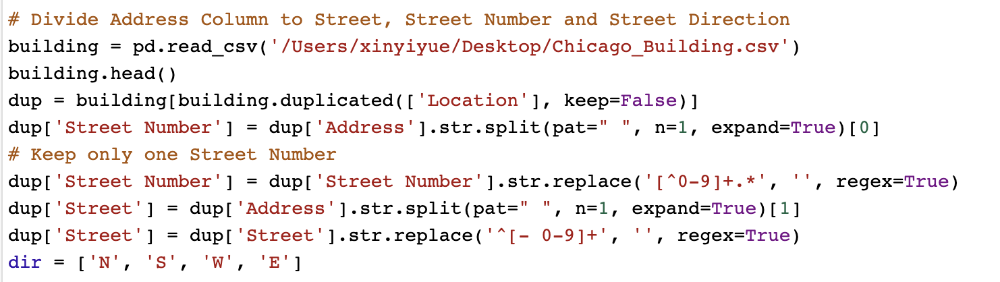 # Divide Address Column to Street, Street Number and Street Direction
building = pd.read_csv('/Users/xinyiyue/Desktop/Chicago_Building.csv')
building.head()
dup = building[building.duplicated(['Location'], keep=False)]
dup['Street Number'] = dup['Address'].str.split(pat=" ", n=1, expand=True)[0]
# Keep only one Street Number
dup['Street Number'] = dup['Street Number'].str.replace('[^0-9]+.*', '', regex=True)
dup['Street'] = dup['Address'].str.split(pat=" ", n=1, expand=True)[1]
dup['Street'] = dup['Street'].str.replace('^[- 0-9]+', '', regex=True)
dir = ['N', 'S', 'W', 'E']